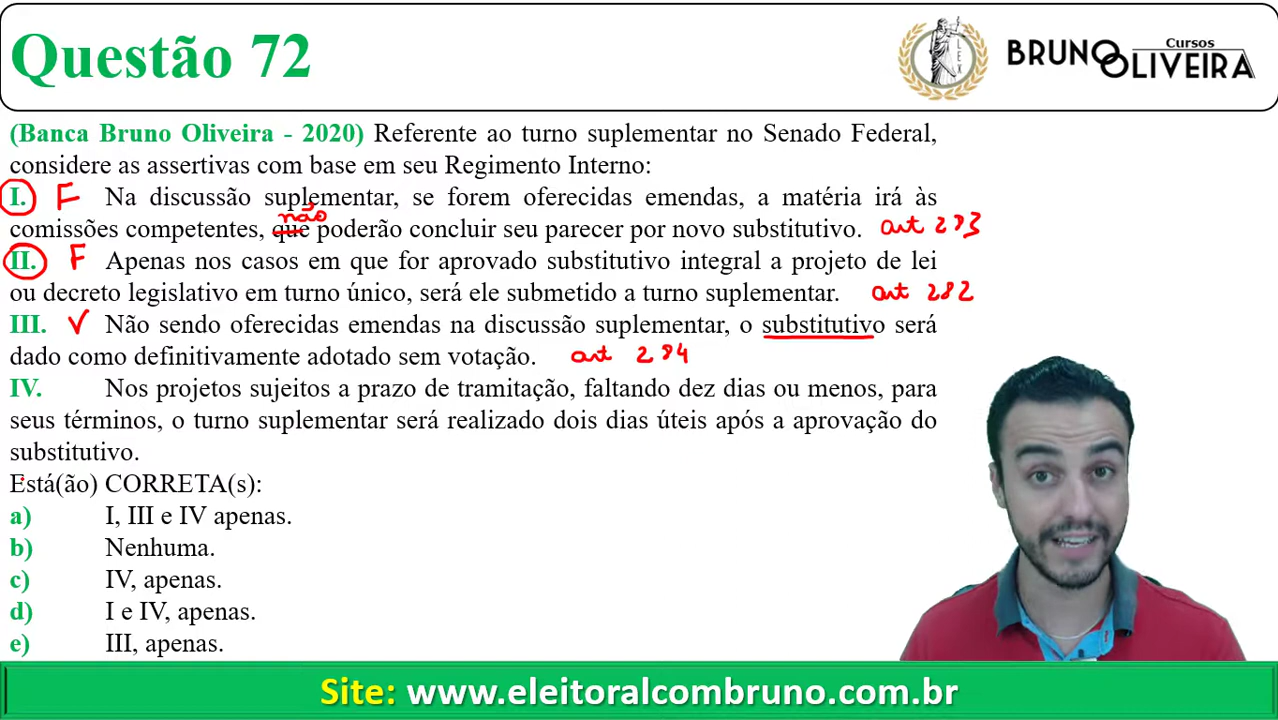 Questão 72
LEX
BRUNO Cursos
OLIVEIRA
(Banca Bruno Oliveira - 2020) Referente ao turno suplementar no Senado Federal,
considere as assertivas com base em seu Regimento Interno:
I. F Na discussão suplementar, se forem oferecidas emendas, a matéria irá às
não
comissões competentes, que poderão concluir seu parecer por novo substitutivo. art 283
II. F Apenas nos casos em que for aprovado substitutivo integral a projeto de lei
ou decreto legislativo em turno único, será ele submetido a turno suplementar. art 282
III. V Não sendo oferecidas emendas na discussão suplementar, o substitutivo será
dado como definitivamente adotado sem votação. art 284
IV. Nos projetos sujeitos a prazo de tramitação, faltando dez dias ou menos, para
seus términos, o turno suplementar será realizado dois dias úteis após a aprovação do
substitutivo.
Está(ão) CORRETA(s):
a) I, III e IV apenas.
b) Nenhuma.
c) IV, apenas.
d) I e IV, apenas.
e) III, apenas.
Site: www.eleitoralcombruno.com.br